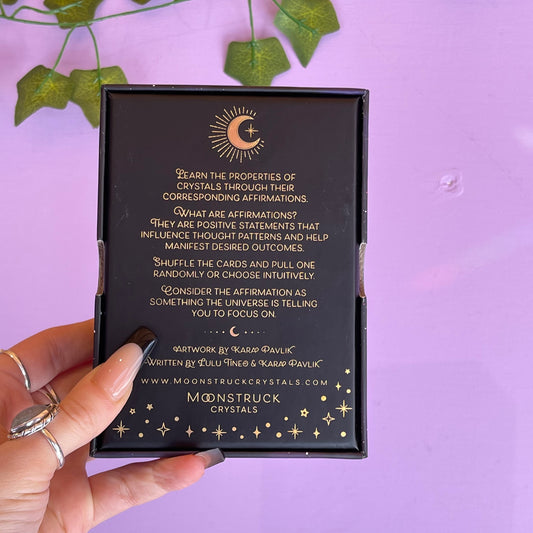 Learn the properties of
crystals through their
corresponding affirmations.
What are affirmations?
They are positive statements that
influence thought patterns and help
manifest desired outcomes.
Shuffle the cards and pull one
randomly or choose intuitively.
Consider the affirmation as
something the universe is telling
you to focus on.
Artwork by Kara Pavlik
Written by Lulu Tines & Kara Pavlik
www.Moonstruckcrystals.com
Moonstruck
crystals